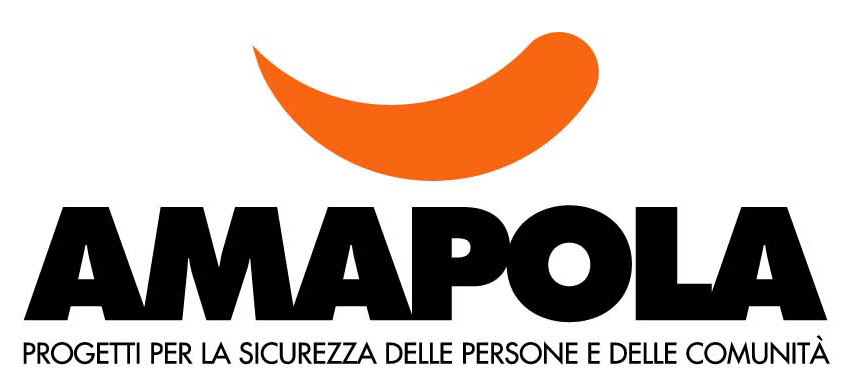 AMAPOLA
PROGETTI PER LA SICUREZZA DELLE PERSONE E DELLE COMUNITÀ